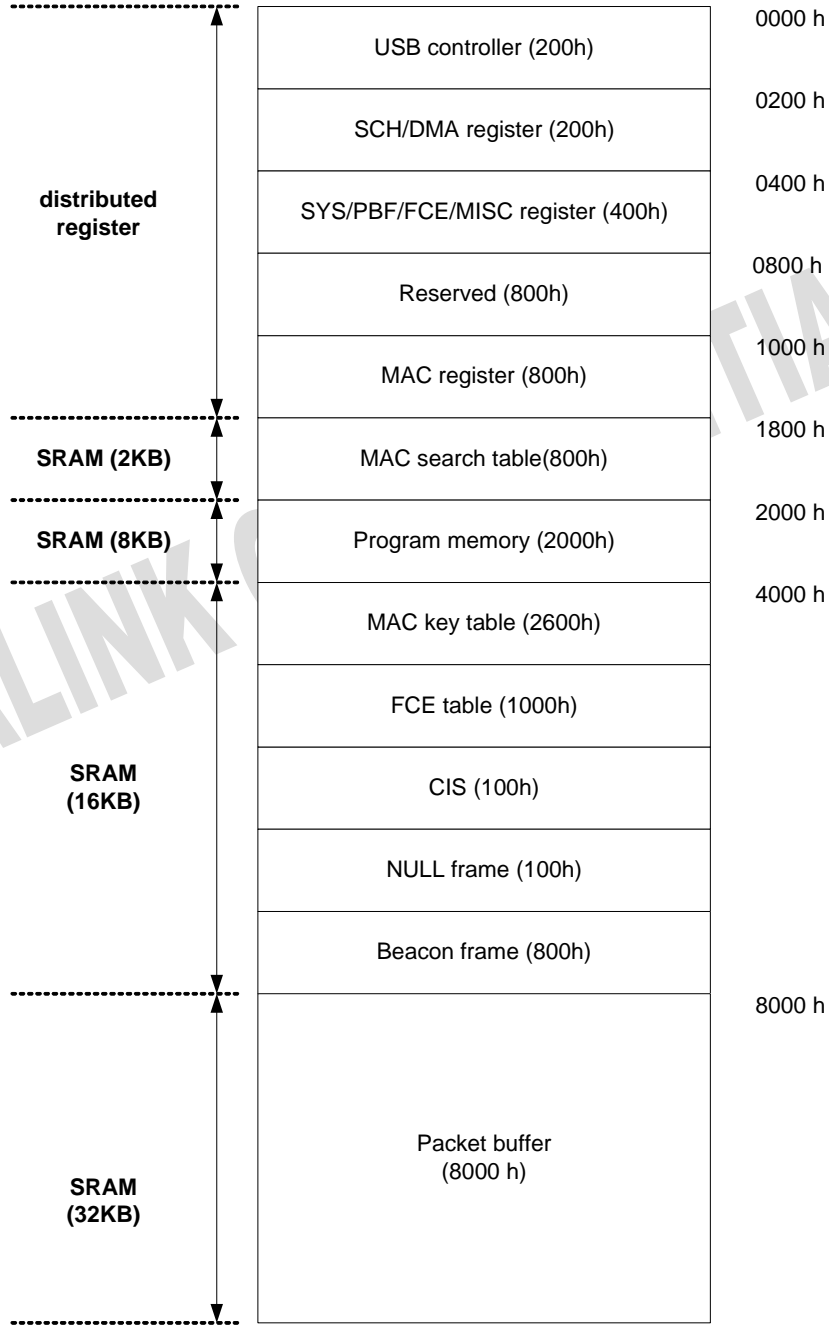 0000 h
USB controller (200h)
0200 h
SCH/DMA register (200h)
0400 h
distributed
register
SYS/PBF/FCE/MISC register (400h)
0800 h
Reserved (800h)
1000 h
MAC register (800h)
1800 h
SRAM (2KB)
MAC search table(800h)
2000 h
SRAM (8KB)
Program memory (2000h)
4000 h
MAC key table (2600h)
FCE table (1000h)
SRAM
(16KB)
CIS (100h)
NULL frame (100h)
Beacon frame (800h)
8000 h
Packet buffer
(8000 h)
SRAM
(32KB)